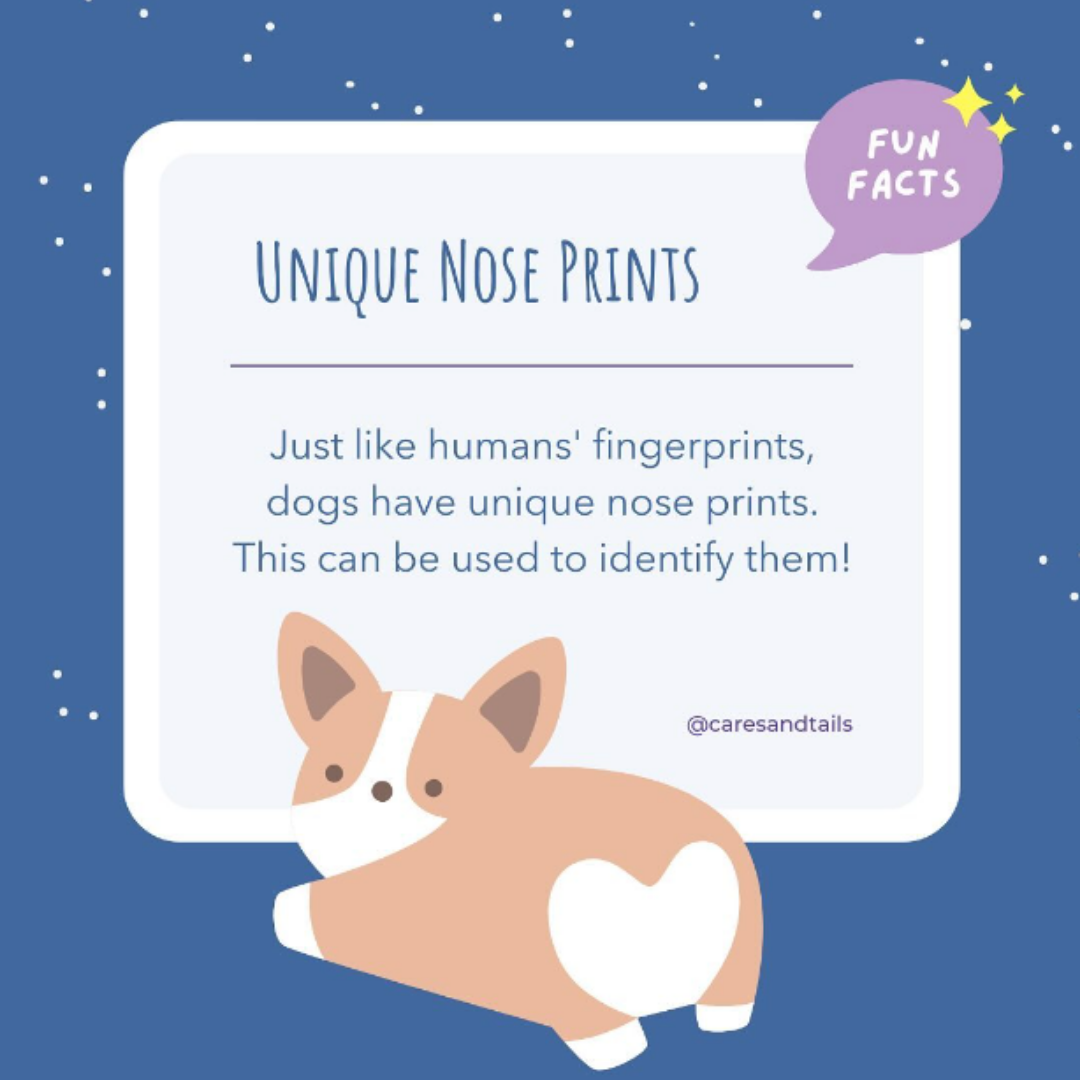 FUN
FACTS
UNIQUE NOSE PRINTS
Just like humans' fingerprints,
dogs have unique nose prints.
This can be used to identify them!
@caresandtails